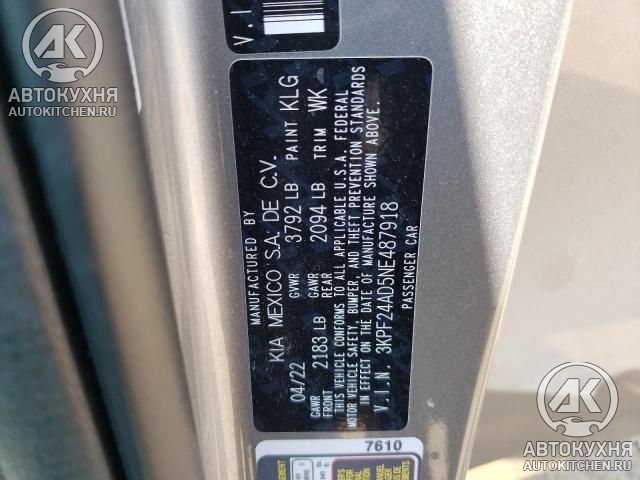 MANUFACTURED BY
KIA MEXICO S.A. DE C.V.
04/22 GVWR 3792 LB PAINT KLG
GAWR FRONT 2183 LB GAWR REAR 2094 LB TRIM WK
THIS VEHICLE CONFORMS TO ALL APPLICABLE U.S.A. FEDERAL
MOTOR VEHICLE SAFETY, BUMPER, AND THEFT PREVENTION STANDARDS
IN EFFECT ON THE DATE OF MANUFACTURE SHOWN ABOVE.
V.I.N. 3KPF24AD5NE487918
PASSENGER CAR
V.I
7610
АК
АВТОКУХНЯ
AUTOKITCHEN.RU
АК
АВТОКУХНЯ
AUTOKITCHEN.RU